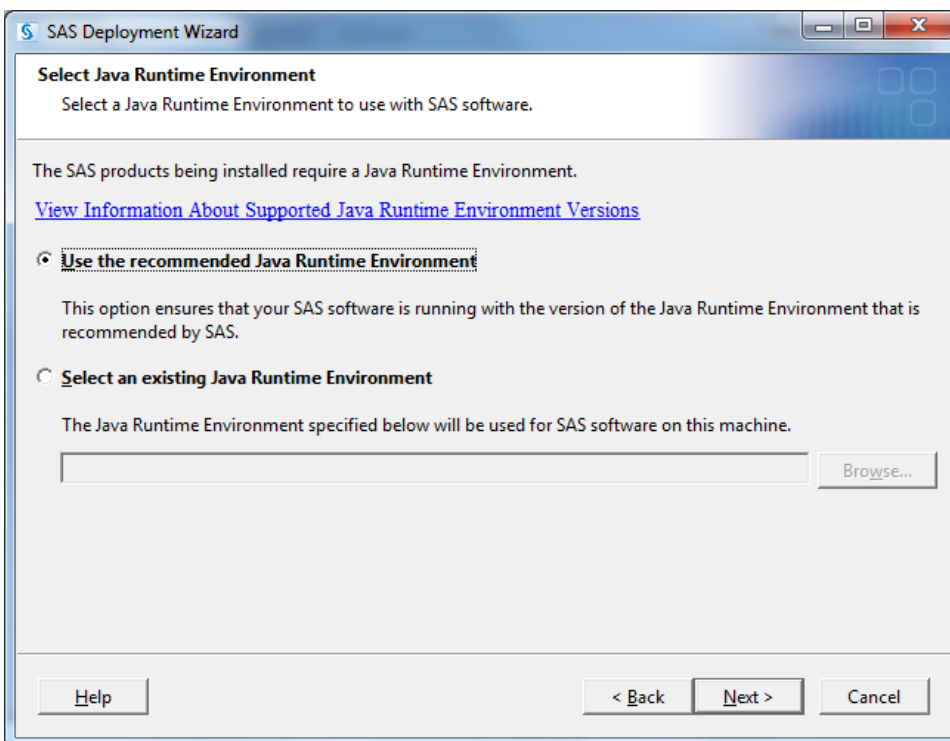 SAS Deployment Wizard
Select Java Runtime Environment
Select a Java Runtime Environment to use with SAS software.
The SAS products being installed require a Java Runtime Environment.
View Information About Supported Java Runtime Environment Versions
Use the recommended Java Runtime Environment
This option ensures that your SAS software is running with the version of the Java Runtime Environment that is
recommended by SAS.
Select an existing Java Runtime Environment
The Java Runtime Environment specified below will be used for SAS software on this machine.
Browse...
Help
< Back
Next >
Cancel